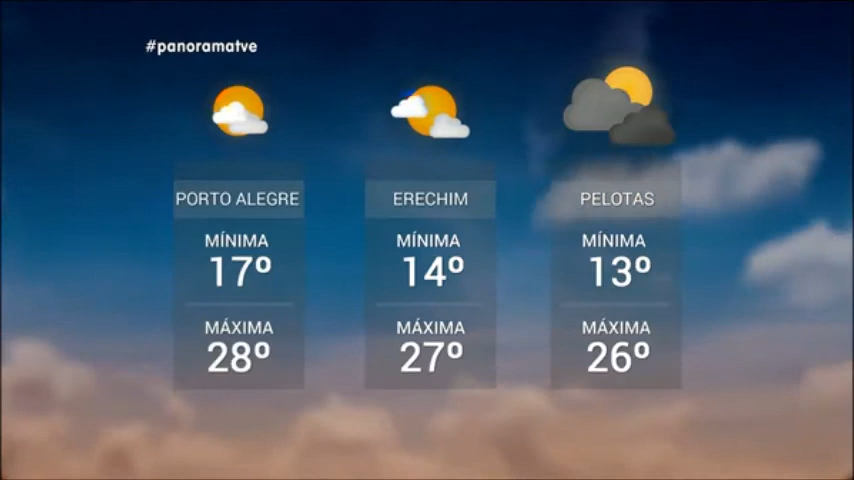 #panoramatve
PORTO ALEGRE
MÍNIMA
17º
MÁXIMA
28º
ERECHIM
MÍNIMA
14º
MÁXIMA
27º
PELOTAS
MÍNIMA
13º
MÁXIMA
26º